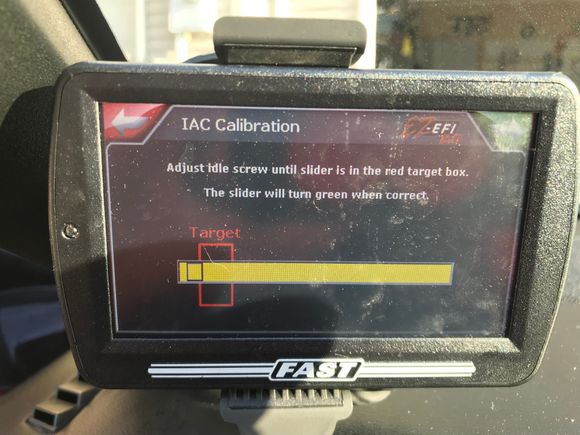 IAC Calibration
EZ-EFI
Adjust idle screw until slider is in the red target box.
The slider will turn green when correct.
Target
FAST